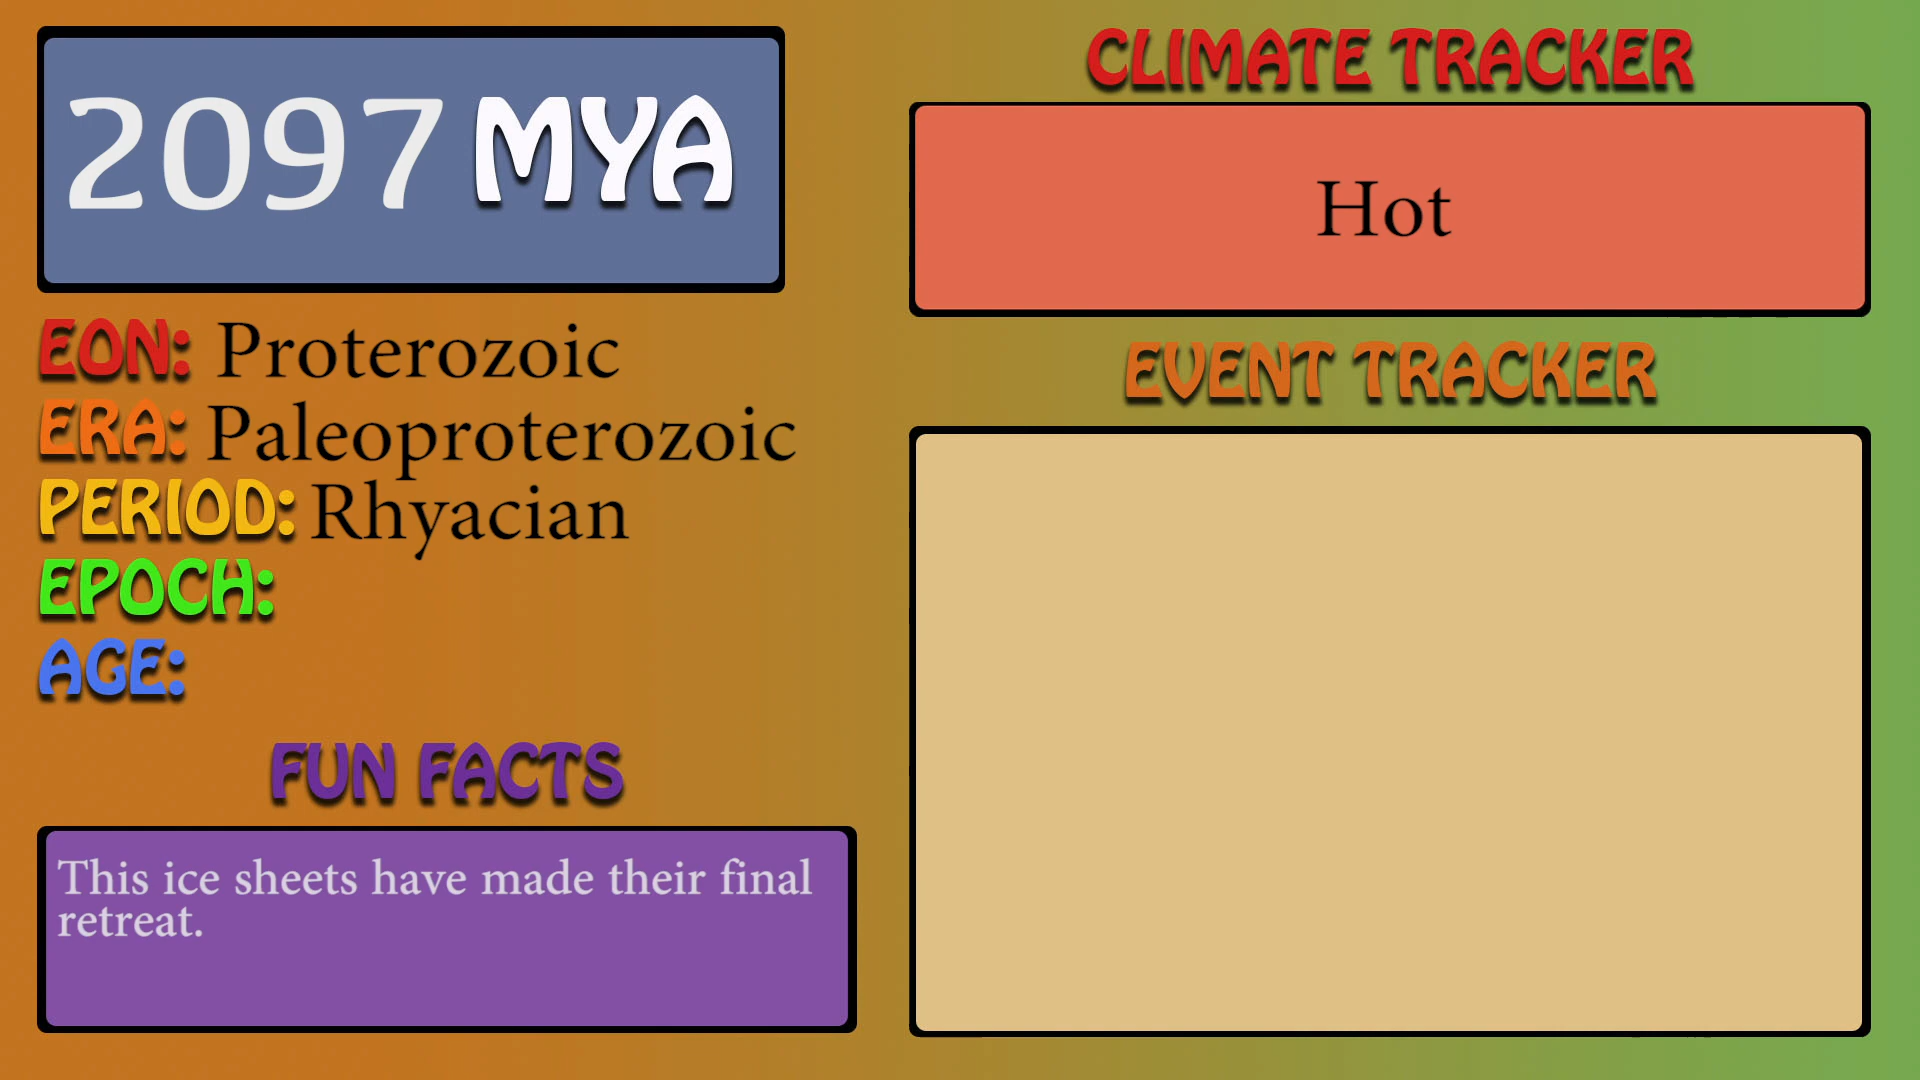 2097 MYA
EON: Proterozoic
ERA: Paleoproterozoic
PERIOD: Rhyacian
EPOCH:
AGE:
FUN FACTS
This ice sheets have made their final
retreat.
CLIMATE TRACKER
Hot
EVENT TRACKER